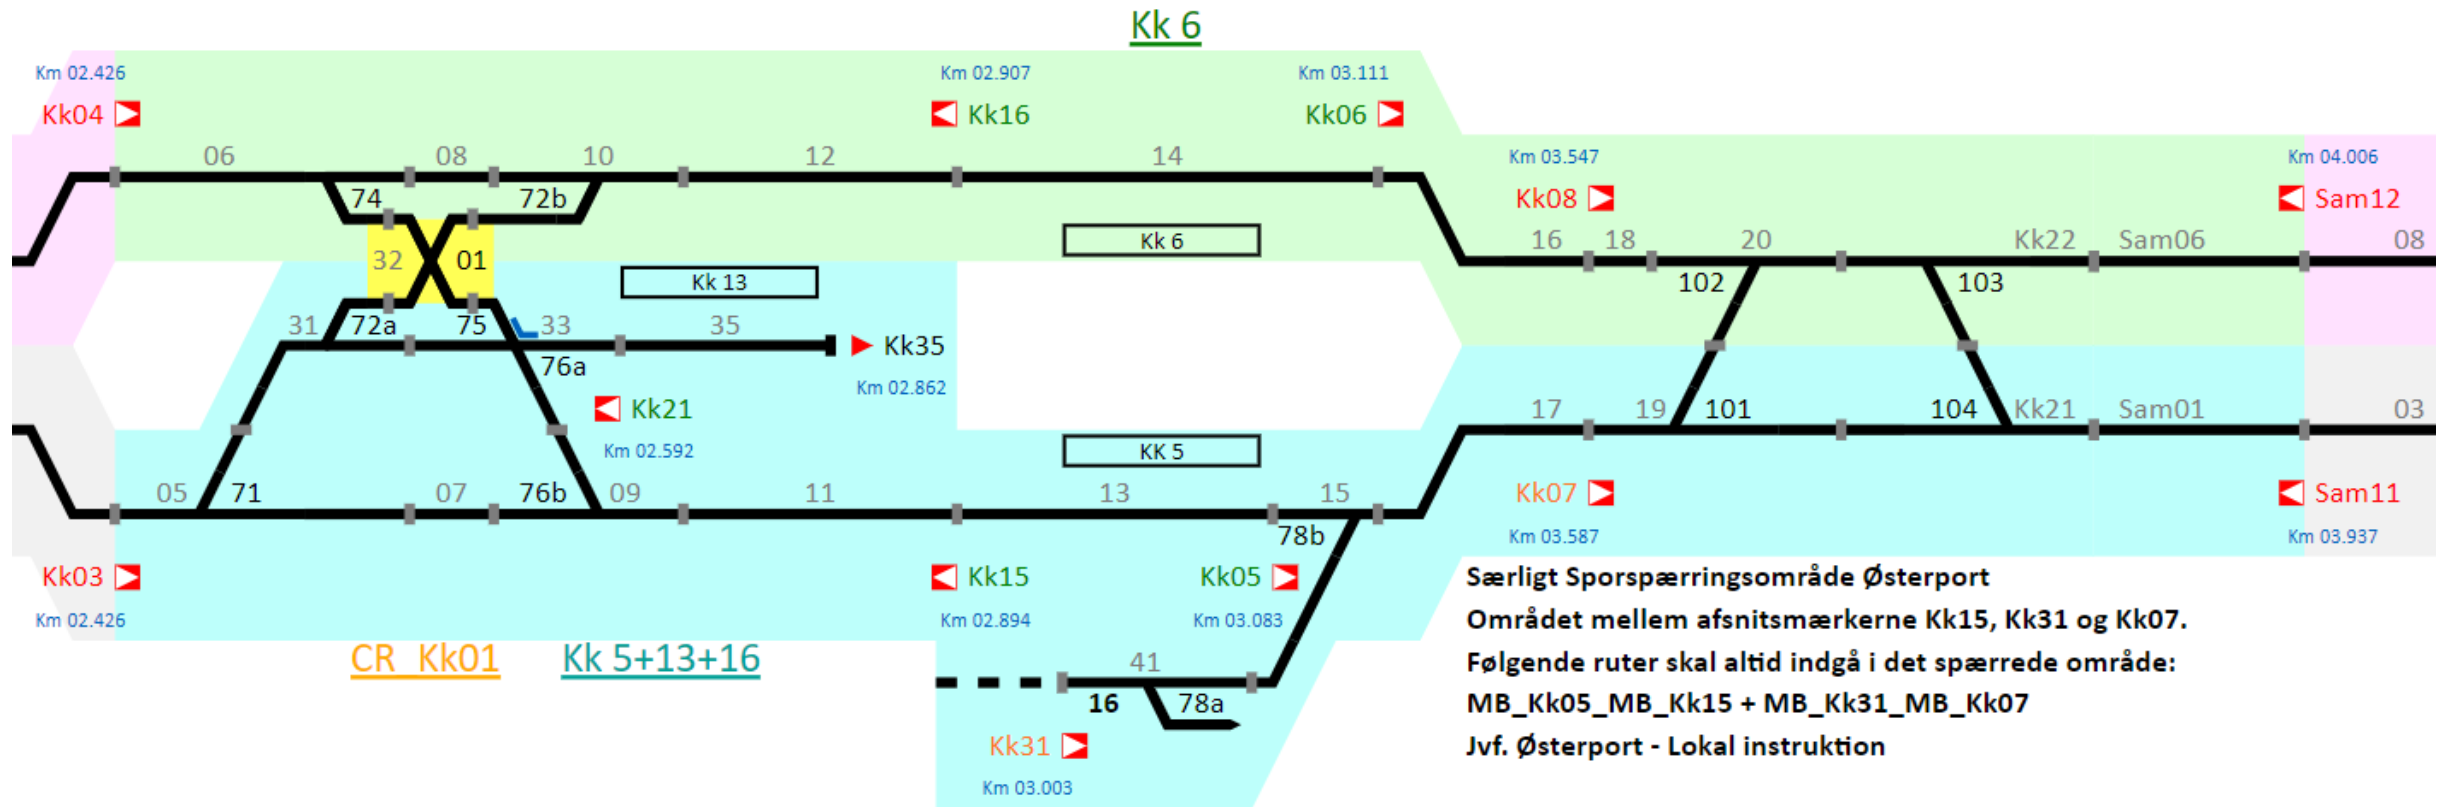 Kk 6
Km 02.426
Km 02.907
Km 03.111
Kk04
Kk16
Kk06
06
08
10
12
14
Km 03.547
Km 04.006
74
72b
Kk08
Sam12
32
01
Kk 6
16
18
20
Kk22
Sam06
08
Kk 13
102
103
31
72a
75
33
35
Kk35
76a
Km 02.862
Kk21
17
19
101
104
Kk21
Sam01
03
Km 02.592
KK 5
05
71
07
76b
09
11
13
15
Kk07
Sam11
78b
Km 03.587
Km 03.937
Kk03
Kk15
Kk05
Særligt Sporspærringsområde Østerport
Km 02.426
Km 02.894
Km 03.083
Området mellem afsnitsmærkerne Kk15, Kk31 og Kk07.
CR_Kk01
Kk 5+13+16
41
Følgende ruter skal altid indgå i det spærrede område:
16
78a
MB_Kk05_MB_Kk15 + MB_Kk31_MB_Kk07
Kk31
Jvf. Østerport - Lokal instruktion
Km 03.003